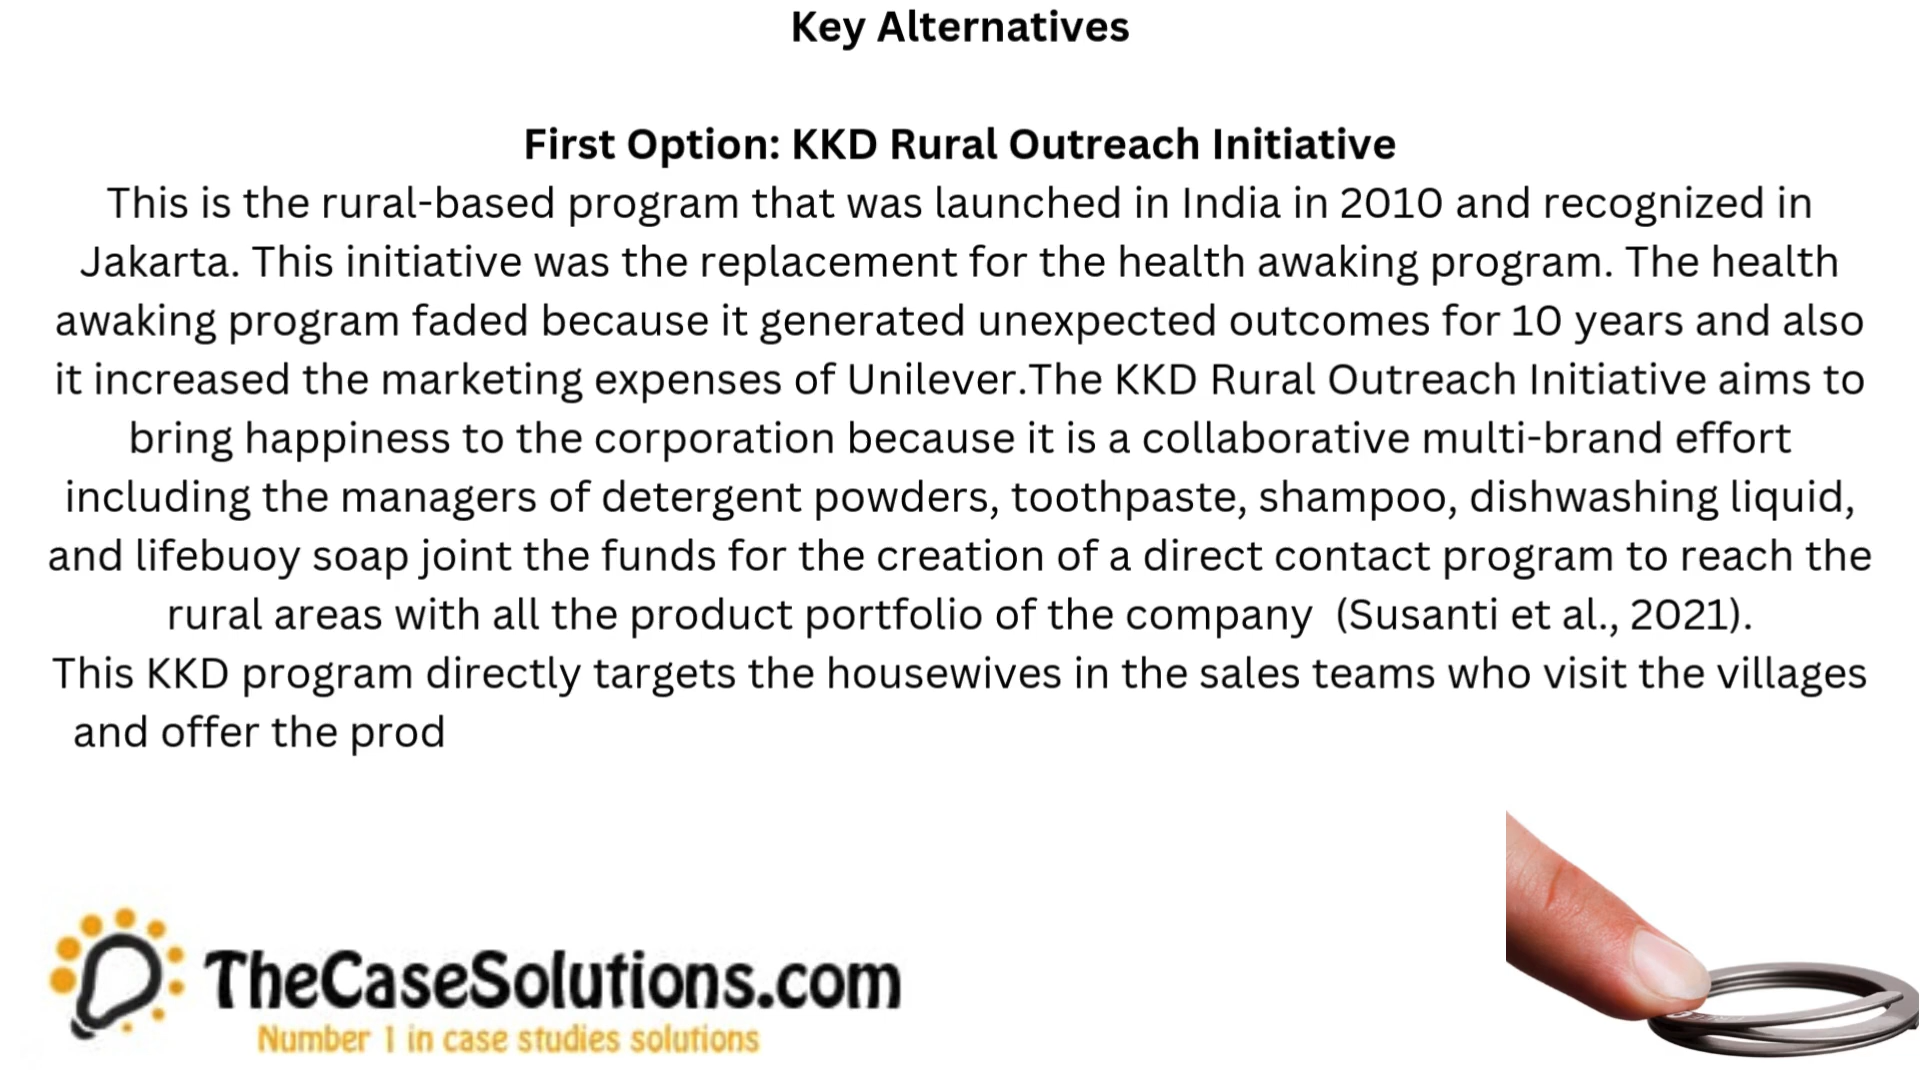 Key Alternatives
First Option: KKD Rural Outreach Initiative
This is the rural-based program that was launched in India in 2010 and recognized in
Jakarta. This initiative was the replacement for the health awaking program. The health
awaking program faded because it generated unexpected outcomes for 10 years and also
it increased the marketing expenses of Unilever.The KKD Rural Outreach Initiative aims to
bring happiness to the corporation because it is a collaborative multi-brand effort
including the managers of detergent powders, toothpaste, shampoo, dishwashing liquid,
and lifebuoy soap joint the funds for the creation of a direct contact program to reach the
rural areas with all the product portfolio of the company  (Susanti et al., 2021).
This KKD program directly targets the housewives in the sales teams who visit the villages
and offer the prod
TheCaseSolutions.com
Number 1 in case studies solutions